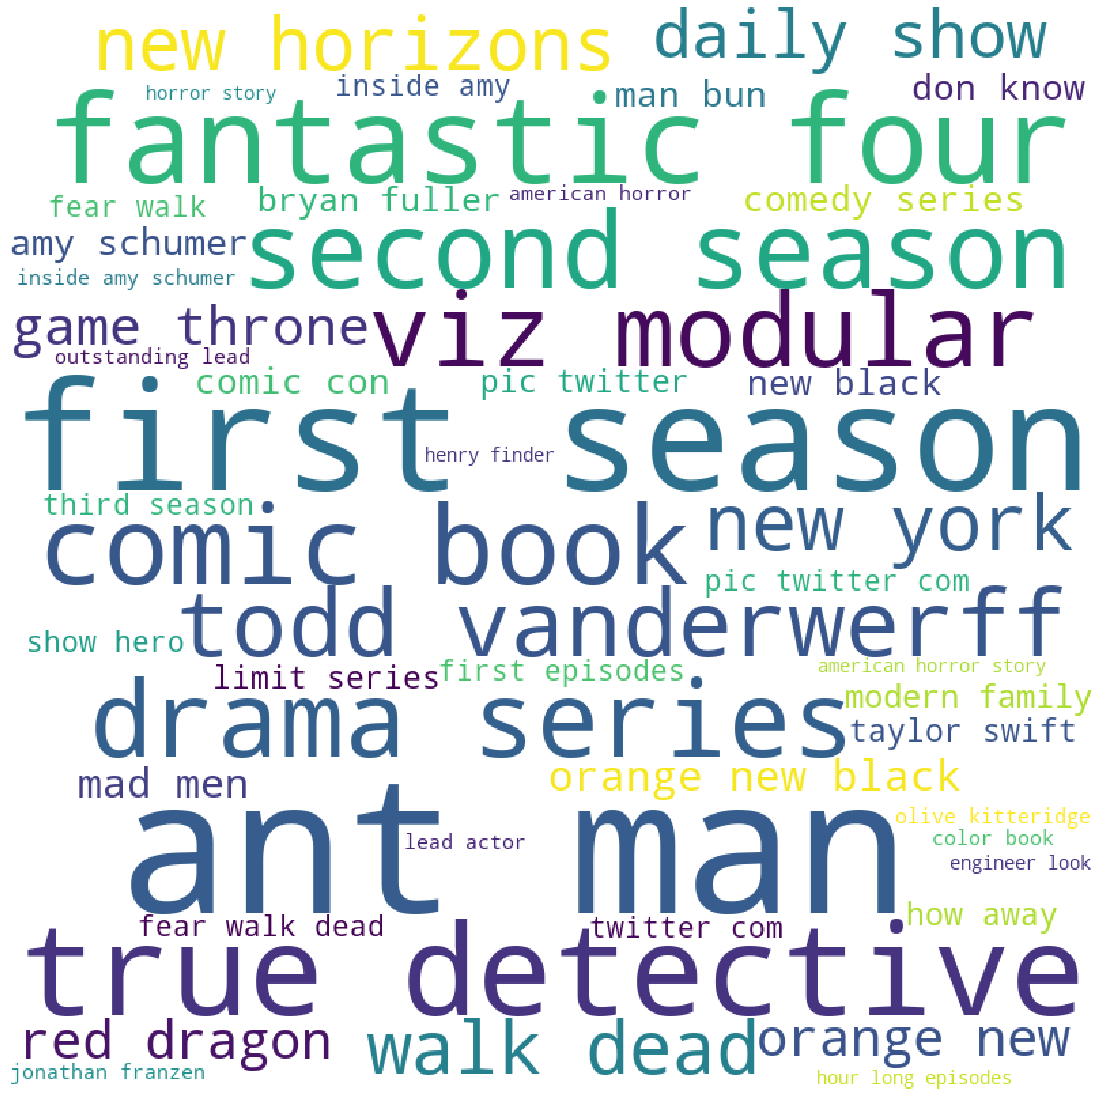 new horizons
daily show
horror story
inside amy
man bun
don know
fantastic four
fear walk
bryan fuller
american horror
comedy series
amy schumer
second season
inside amy schumer
game throne
viz modular
outstanding lead
comic con
pic twitter
new black
first season
henry finder
third season
comic book
new york
pic twitter com
todd vanderwerff
show hero
limit series
first episodes
american horror story
drama series
modern family
taylor swift
mad men
orange new black
ant man
olive kitteridge
lead actor
color book
engineer look
fear walk dead
twitter com
how away
true detective
red dragon
walk dead
orange new
jonathan franzen
hour long episodes